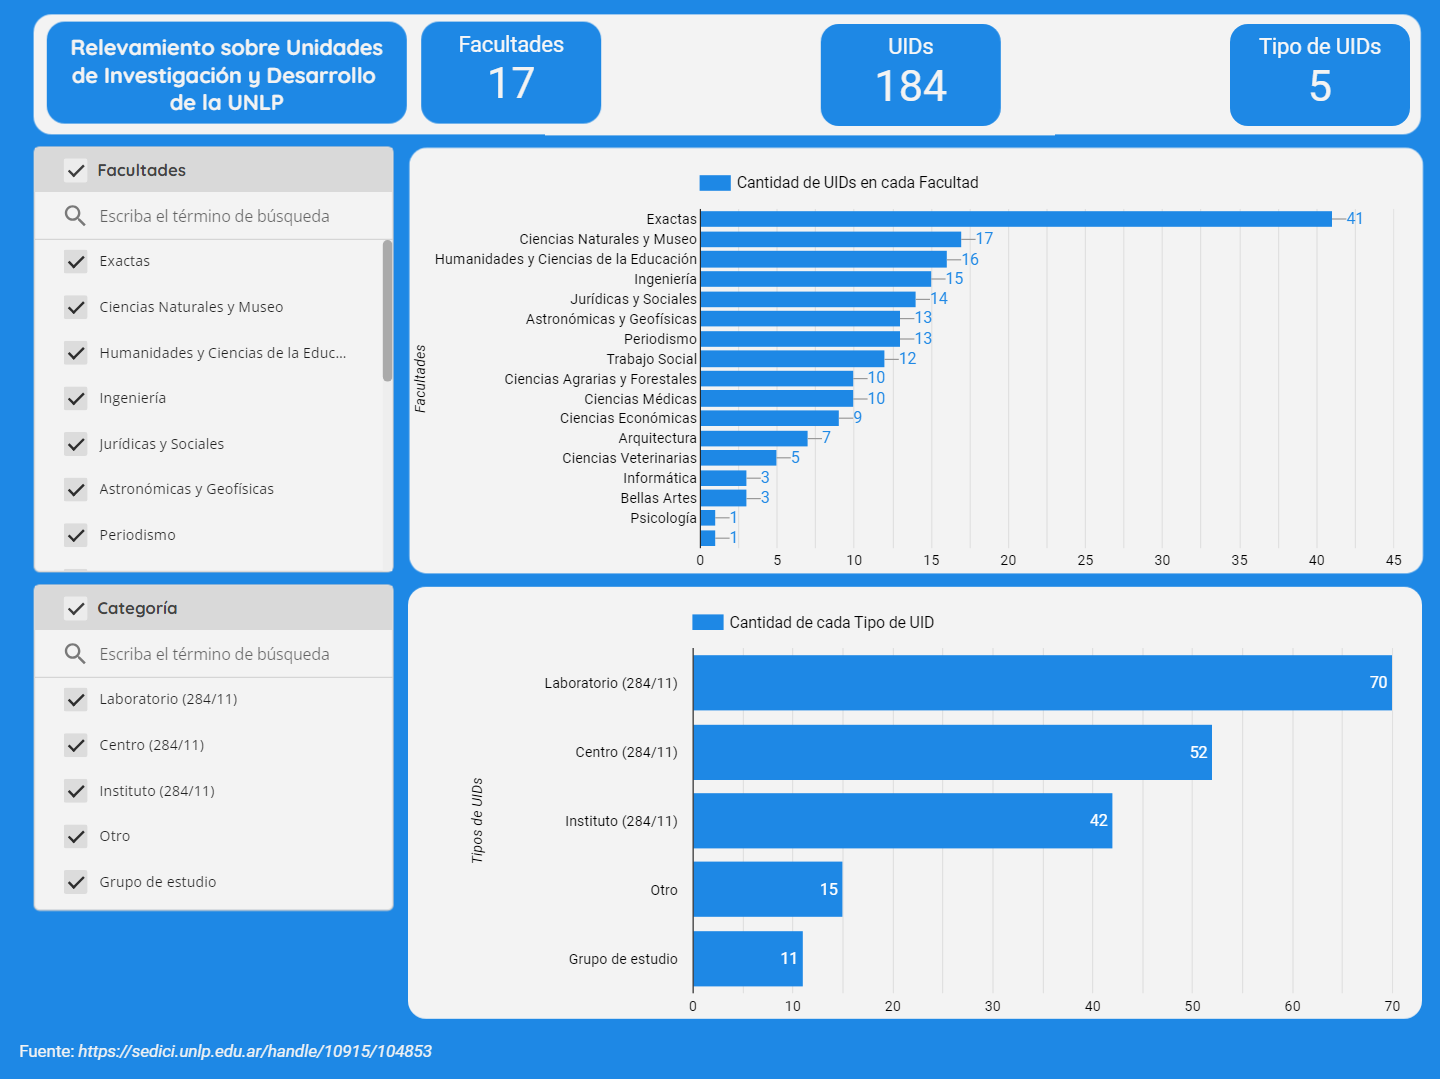 Relevamiento sobre Unidades
de Investigación y Desarrollo
de la UNLP
Facultades
17
UIDs
184
Tipo de UIDs
5
Facultades
Escriba el término de búsqueda
Exactas
Ciencias Naturales y Museo
Humanidades y Ciencias de la Educ...
Ingeniería
Jurídicas y Sociales
Astronómicas y Geofísicas
Periodismo
Cantidad de UIDs en cada Facultad
Facultades
Exactas 41
Ciencias Naturales y Museo 17
Humanidades y Ciencias de la Educación 16
Ingeniería 15
Jurídicas y Sociales 14
Astronómicas y Geofísicas 13
Periodismo 13
Trabajo Social 12
Ciencias Agrarias y Forestales 10
Ciencias Médicas 10
Ciencias Económicas 9
Arquitectura 7
Ciencias Veterinarias 5
Informática 3
Bellas Artes 3
Psicología 1
1
0 5 10 15 20 25 30 35 40 45
Categoría
Escriba el término de búsqueda
Laboratorio (284/11)
Centro (284/11)
Instituto (284/11)
Otro
Grupo de estudio
Cantidad de cada Tipo de UID
Tipos de UIDs
Laboratorio (284/11) 70
Centro (284/11) 52
Instituto (284/11) 42
Otro 15
Grupo de estudio 11
0 10 20 30 40 50 60 70
Fuente: https://sedici.unlp.edu.ar/handle/10915/104853